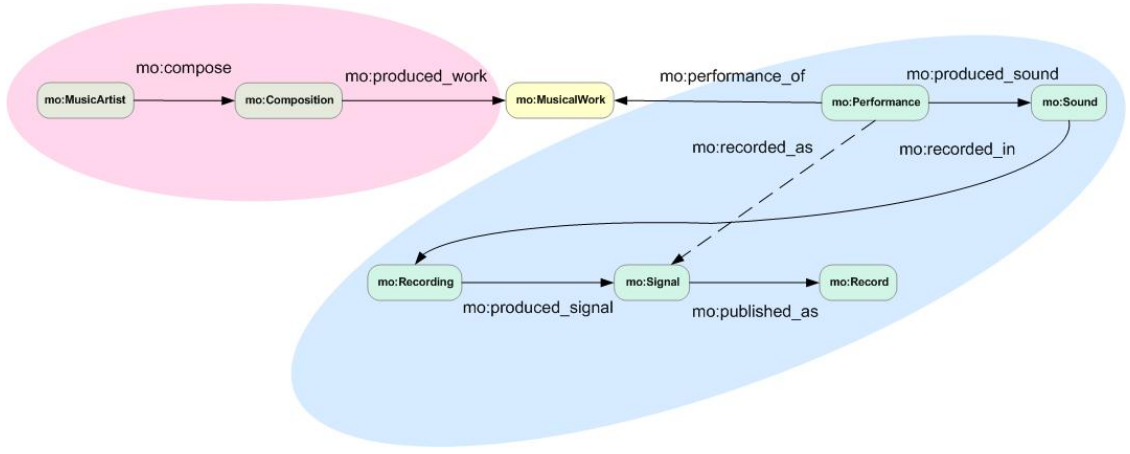 mo:compose
mo:produced_work
mo:performance_of
mo:produced_sound
mo:MusicArtist
mo:Composition
mo:MusicalWork
mo:Performance
mo:Sound
mo:recorded_as
mo:recorded_in
mo:Recording
mo:Signal
mo:Record
mo:produced_signal
mo:published_as